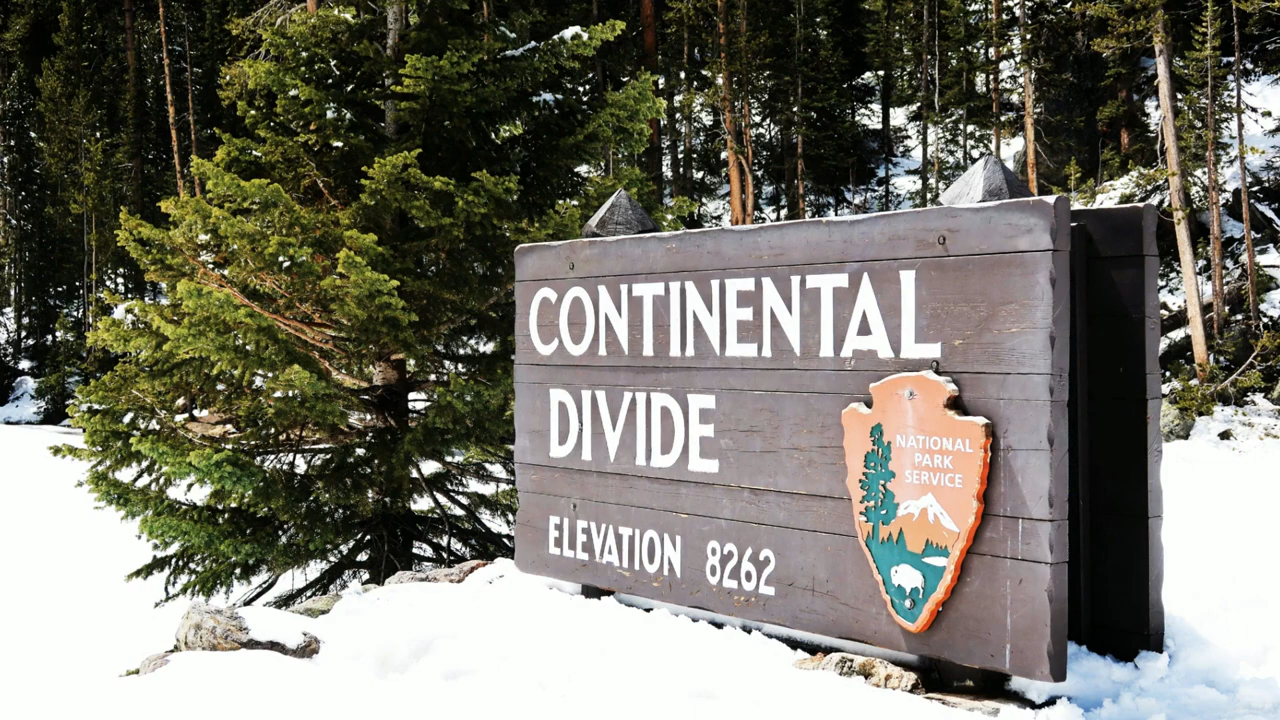 CONTINENTAL
DIVIDE
ELEVATION 8262
NATIONAL
PARK
SERVICE